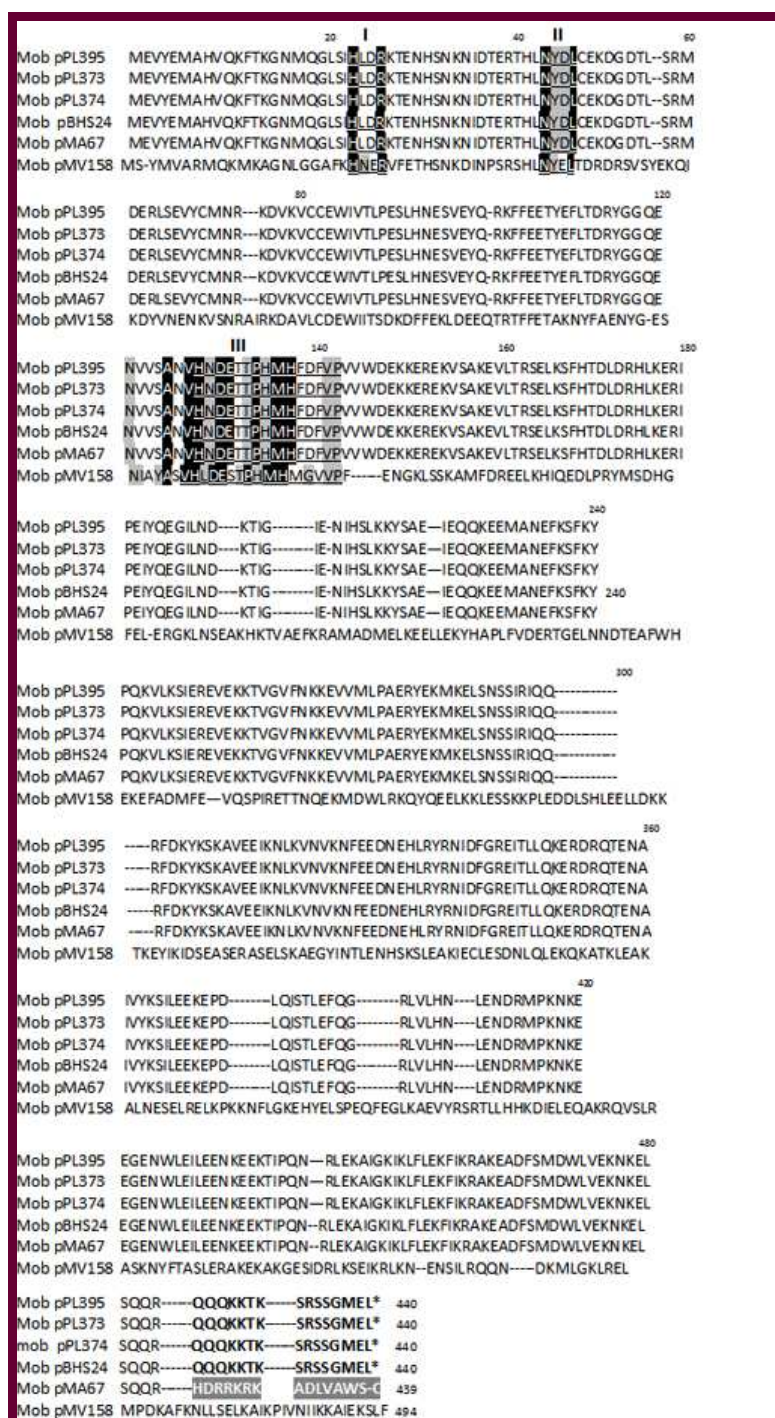 20 I 40 II 60
Mob pPL395 MEVYEMAHVQKFTKGNMQGLSIHLDRKTENHSNKNIDTERTHLNYDLCEKDGDTL--SRM
Mob pPL373 MEVYEMAHVQKFTKGNMQGLSIHLDRKTENHSNKNIDTERTHLNYDLCEKDGDTL--SRM
Mob pPL374 MEVYEMAHVQKFTKGNMQGLSIHLDRKTENHSNKNIDTERTHLNYDLCEKDGDTL--SRM
Mob pBHS24 MEVYEMAHVQKFTKGNMQGLSIHLDRKTENHSNKNIDTERTHLNYDLCEKDGDTL--SRM
Mob pMA67 MEVYEMAHVQKFTKGNMQGLSIHLDRKTENHSNKNIDTERTHLNYDLCEKDGDTL--SRM
Mob pMV158 MS-YMVARMQKMKAGNLGGAFKHNERVFETHSNKDINPSRSHLNYELTDRDRSVSYEKQI
80 120
Mob pPL395 DERLSEVYCMNR---KDVKVCCEWIVTLPESLHNESVEYQ-RKFFEETYEFLTDRYGGQE
Mob pPL373 DERLSEVYCMNR---KDVKVCCEWIVTLPESLHNESVEYQ-RKFFEETYEFLTDRYGGQE
Mob pPL374 DERLSEVYCMNR---KDVKVCCEWIVTLPESLHNESVEYQ-RKFFEETYEFLTDRYGGQE
Mob pBHS24 DERLSEVYCMNR---KDVKVCCEWIVTLPESLHNESVEYQ-RKFFEETYEFLTDRYGGQE
Mob pMA67 DERLSEVYCMNR---KDVKVCCEWIVTLPESLHNESVEYQ-RKFFEETYEFLTDRYGGQE
Mob pMV158 KDYVNENKVSNRAIRKDAVLCDEWIITSDKDFFEKLDEEQTRTFFETAKNYFAENYG-ES
III 140 160 180
Mob pPL395 NVVSANVHNDETTPHMHFDFVPVVWDEKKEREKVSAKEVLTRSELKSFHTDLDRHLKERI
Mob pPL373 NVVSANVHNDETTPHMHFDFVPVVWDEKKEREKVSAKEVLTRSELKSFHTDLDRHLKERI
Mob pPL374 NVVSANVHNDETTPHMHFDFVPVVWDEKKEREKVSAKEVLTRSELKSFHTDLDRHLKERI
Mob pBHS24 NVVSANVHNDETTPHMHFDFVPVVWDEKKEREKVSAKEVLTRSELKSFHTDLDRHLKERI
Mob pMA67 NVVSANVHNDETTPHMHFDFVPVVWDEKKEREKVSAKEVLTRSELKSFHTDLDRHLKERI
Mob pMV158 NIAYASVHLDESTPHMHMGVVPF-----ENGKLSSKAMFDREELKHIQEDLPRYMSDHG
240
Mob pPL395 PEIYQEGILND----KTIG--------IE-NIHSLKKYSAE—IEQQKEEMANEFKSFKY
Mob pPL373 PEIYQEGILND----KTIG--------IE-NIHSLKKYSAE—IEQQKEEMANEFKSFKY
Mob pPL374 PEIYQEGILND----KTIG--------IE-NIHSLKKYSAE—IEQQKEEMANEFKSFKY
Mob pBHS24 PEIYQEGILND----KTIG--------IE-NIHSLKKYSAE—IEQQKEEMANEFKSFKY 240
Mob pMA67 PEIYQEGILND----KTIG--------IE-NIHSLKKYSAE—IEQQKEEMANEFKSFKY
Mob pMV158 FEL-ERGKLNSEAKHKTVAEFKRAMADMELKEELLEKYHAPLFVDERTGELNNDTEAFWH
300
Mob pPL395 PQKVLKSIEREVEKKTVGVFNKKEVVMLPAERYEKMKELSNSSIRIQQ------------
Mob pPL373 PQKVLKSIEREVEKKTVGVFNKKEVVMLPAERYEKMKELSNSSIRIQQ------------
Mob pPL374 PQKVLKSIEREVEKKTVGVFNKKEVVMLPAERYEKMKELSNSSIRIQQ------------
Mob pBHS24 PQKVLKSIEREVEKKTVGVFNKKEVVMLPAERYEKMKELSNSSIRIQQ------------
Mob pMA67 PQKVLKSIEREVEKKTVGVFNKKEVVMLPAERYEKMKELSNSSIRIQQ------------
Mob pMV158 EKEFADMFE—VQSPIRETTNQEKMDWLRKQYQEELKKLESSKKPLEDDLSHLEELLDKK
360
Mob pPL395 -----RFDKYKSKAVEEIKNLKVNVKNFEEDNEHLRYRNIDFGREITLLQKERDRQTENA
Mob pPL373 -----RFDKYKSKAVEEIKNLKVNVKNFEEDNEHLRYRNIDFGREITLLQKERDRQTENA
Mob pPL374 -----RFDKYKSKAVEEIKNLKVNVKNFEEDNEHLRYRNIDFGREITLLQKERDRQTENA
Mob pBHS24 -----RFDKYKSKAVEEIKNLKVNVKNFEEDNEHLRYRNIDFGREITLLQKERDRQTENA
Mob pMA67 -----RFDKYKSKAVEEIKNLKVNVKNFEEDNEHLRYRNIDFGREITLLQKERDRQTENA
Mob pMV158 TKEYIKIDSEASERASELSKAEGYINTLENHSKSLEAKIECLESDNLQLEKQKATKLEAK
420
Mob pPL395 IVYKSILEEKEPD--------LQISTLEFQG--------RLVLHN----LENDRMPKNKE
Mob pPL373 IVYKSILEEKEPD--------LQISTLEFQG--------RLVLHN----LENDRMPKNKE
Mob pPL374 IVYKSILEEKEPD--------LQISTLEFQG--------RLVLHN----LENDRMPKNKE
Mob pBHS24 IVYKSILEEKEPD--------LQISTLEFQG--------RLVLHN----LENDRMPKNKE
Mob pMA67 IVYKSILEEKEPD--------LQISTLEFQG--------RLVLHN----LENDRMPKNKE
Mob pMV158 ALNESELRELKPKKNFLGKEHYELSPEQFEGLKAEVYRSRTLLHHKDIELEQAKRQVSLR
480
Mob pPL395 EGENWLEILEENKEEKTIPQN—RLEKAIGKIKLFLEKFIKRAKEADFSMDWLVEKNKEL
Mob pPL373 EGENWLEILEENKEEKTIPQN—RLEKAIGKIKLFLEKFIKRAKEADFSMDWLVEKNKEL
Mob pPL374 EGENWLEILEENKEEKTIPQN—RLEKAIGKIKLFLEKFIKRAKEADFSMDWLVEKNKEL
Mob pBHS24 EGENWLEILEENKEEKTIPQN--RLEKAIGKIKLFLEKFIKRAKEADFSMDWLVEKNKEL
Mob pMA67 EGENWLEILEENKEEKTIPQN--RLEKAIGKIKLFLEKFIKRAKEADFSMDWLVEKNKEL
Mob pMV158 ASKNYFTASLERAKEKAKGESIDRLKSEIKRLKN--ENSILRQQN----DKMLGKLREL
Mob pPL395 SQQR------QQQKKTK-----SRSSGMEL* 440
Mob pPL373 SQQR------QQQKKTK-----SRSSGMEL* 440
mob pPL374 SQQR------QQQKKTK-----SRSSGMEL* 440
Mob pBHS24 SQQR------QQQKKTK-----SRSSGMEL* 440
Mob pMA67 SQQR------HDRRKRK ADLVAWS-C 439
Mob pMV158 MPDKAFKNLLSELKAIKPIVNIIKKAIEKSLF 494